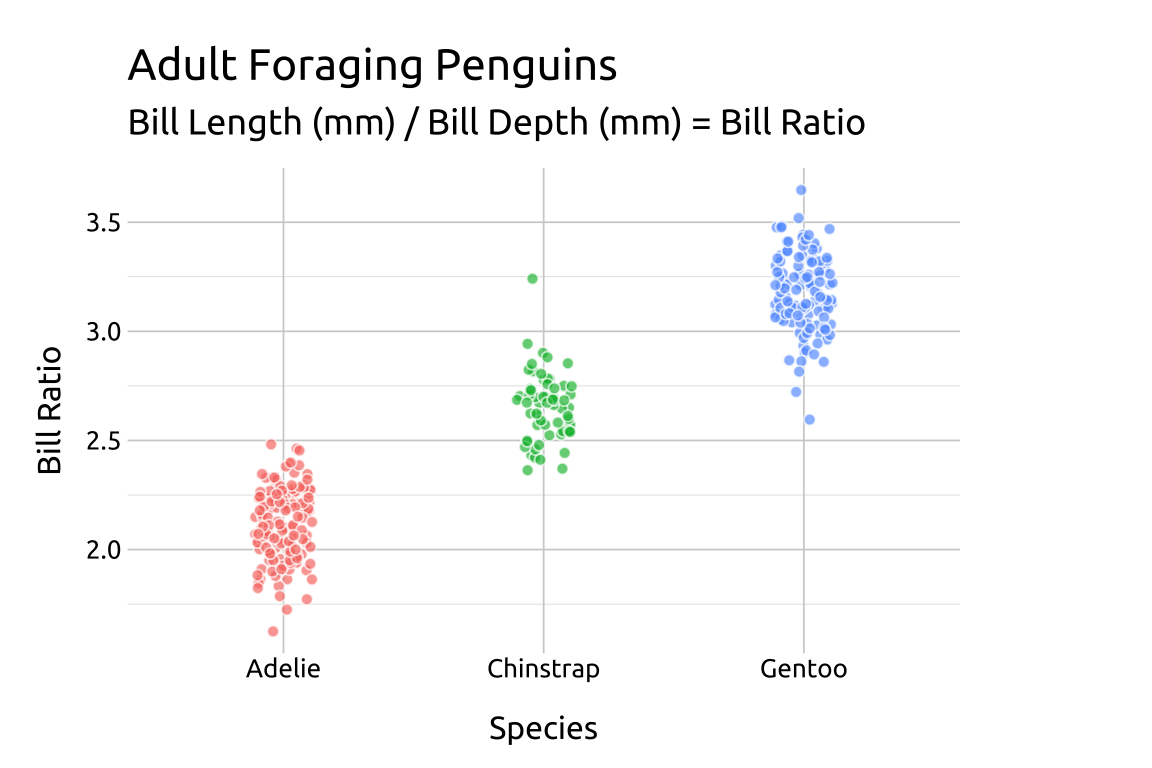 Adult Foraging Penguins
Bill Length (mm) / Bill Depth (mm) = Bill Ratio
Bill Ratio
3.5
3.0
2.5
2.0
Adelie Chinstrap Gentoo
Species